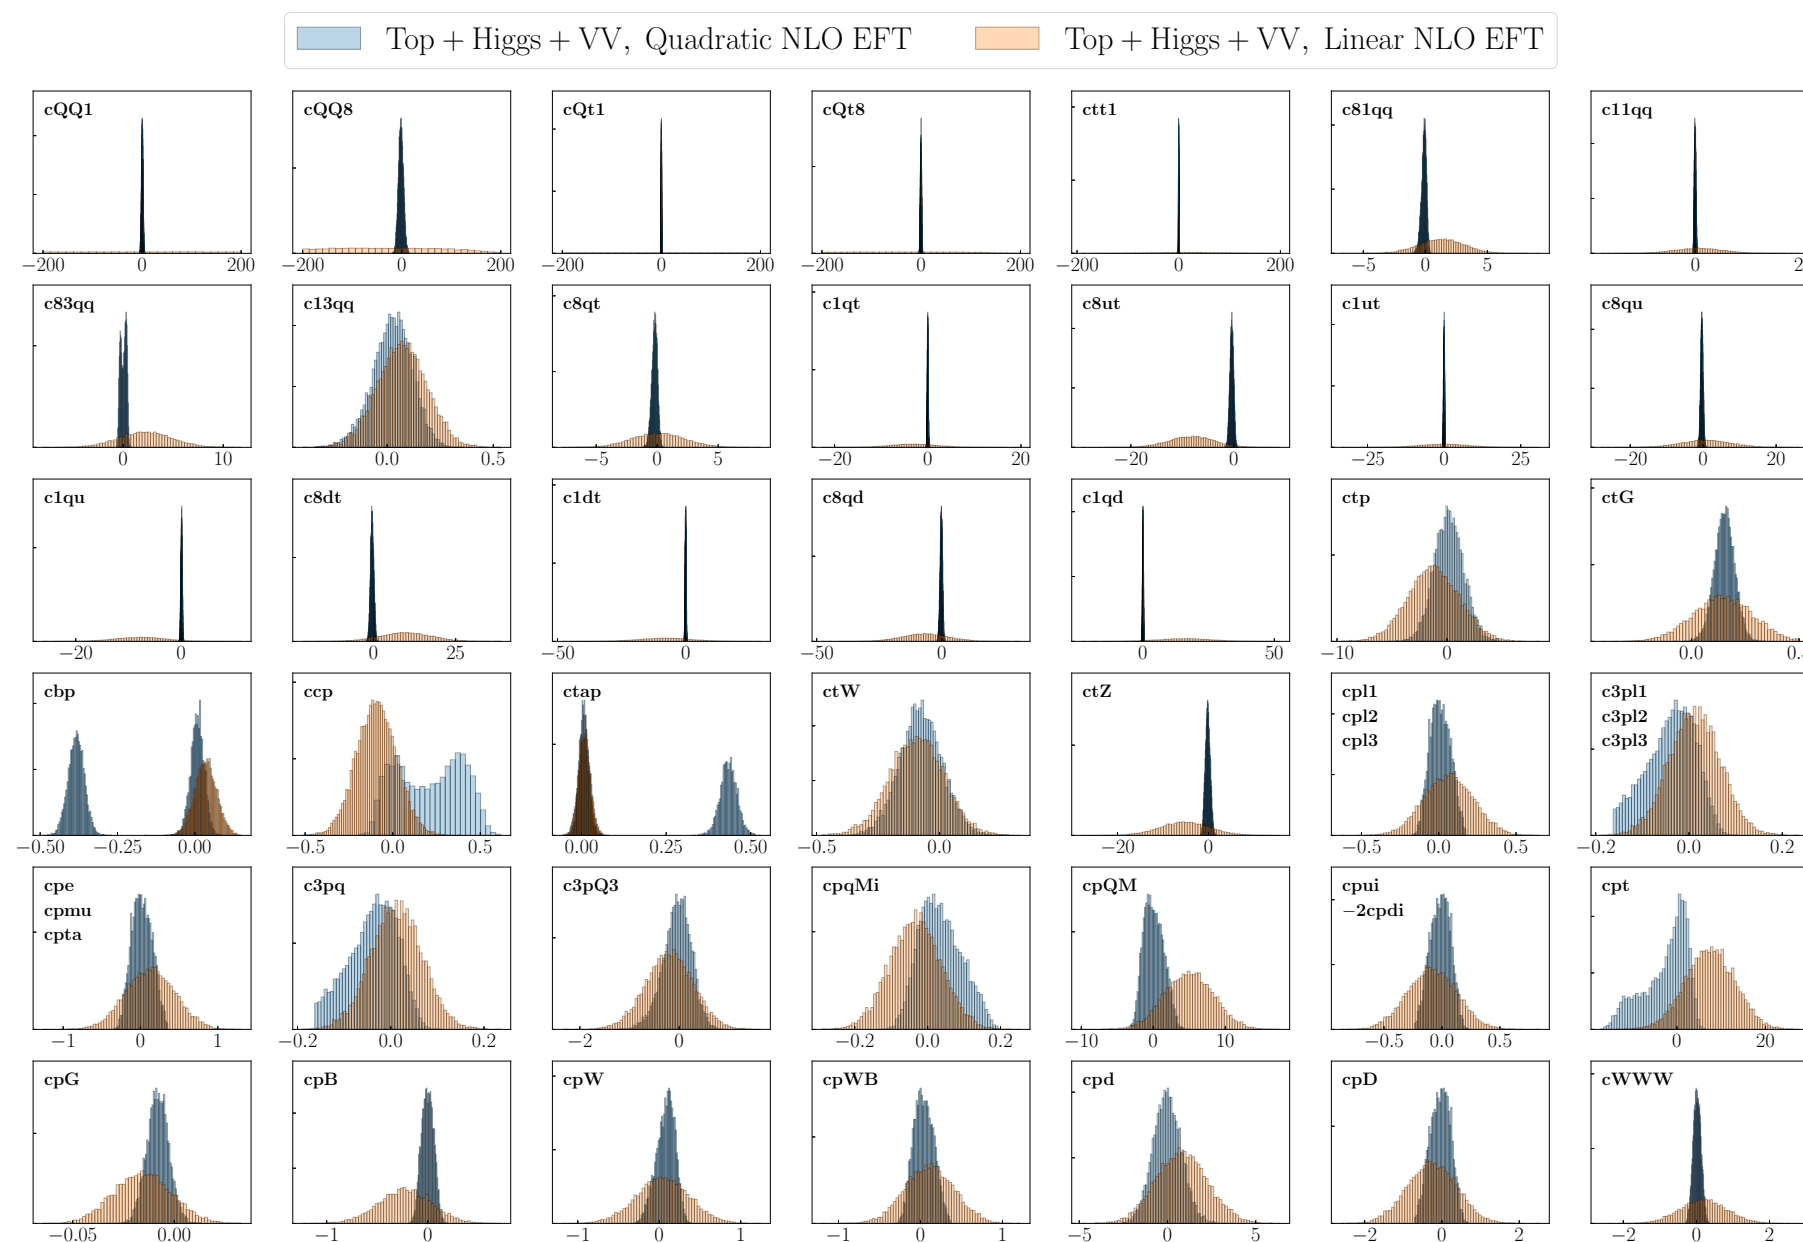 Top + Higgs + VV, Quadratic NLO EFT
Top + Higgs + VV, Linear NLO EFT
cQQ1
cQQ8
cQt1
cQt8
ctt1
c81qq
c11qq
−200 0 200
−200 0 200
−200 0 200
−200 0 200
−200 0 200
−5 0 5
0
c83qq
c13qq
c8qt
c1qt
c8ut
c1ut
c8qu
0 10
0.0 0.5
−5 0 5
−20 0 20
−20 0
−25 0 25
−20 0 20
c1qu
c8dt
c1dt
c8qd
c1qd
ctp
ctG
−20 0
0 25
−50 0
−50 0
0 50
−10 0
0.0
cbp
ccp
ctap
ctW
ctZ
cpl1
cpl2
cpl3
c3pl1
c3pl2
c3pl3
−0.50 −0.25 0.00
−0.5 0.0 0.5
0.00 0.25 0.50
−0.5 0.0
−20 0
−0.5 0.0 0.5
−0.2 0.0 0.2
cpe
cpmu
cpta
c3pq
c3pQ3
cpqMi
cpQM
cpui
−2cpdi
cpt
−1 0 1
−0.2 0.0 0.2
−2 0
−0.2 0.0 0.2
−10 0 10
−0.5 0.0 0.5
0 20
cpG
cpB
cpW
cpWB
cpd
cpD
cWWW
−0.05 0.00
−1 0
−1 0 1
−1 0 1
−5 0 5
−2 0 2
−2 0 2